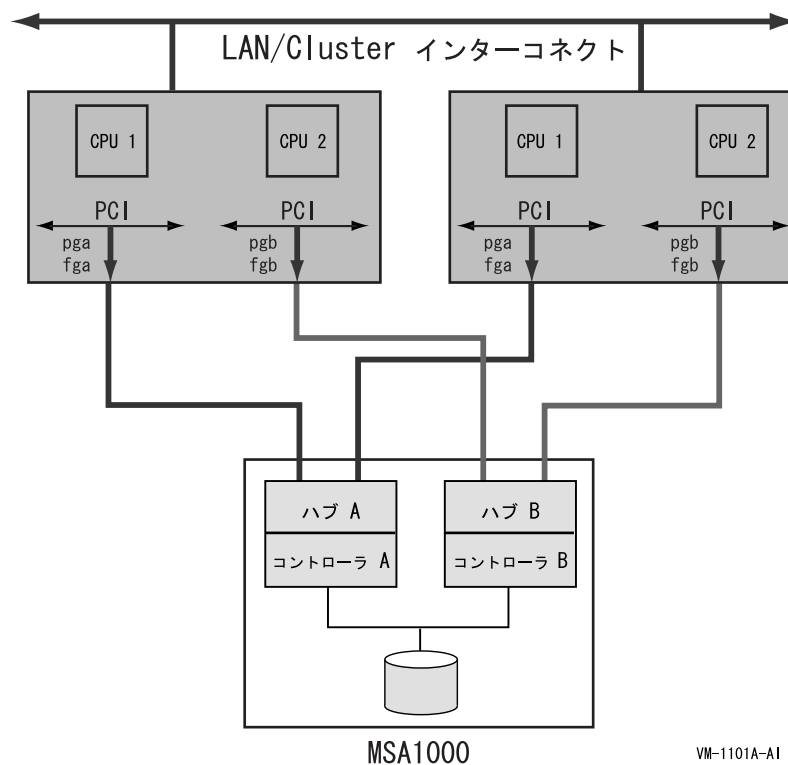 LAN/Cluster インターコネクト
CPU 1
CPU 2
CPU 1
CPU 2
PCI
PCI
PCI
PCI
pga
fga
pgb
fgb
pga
fga
pgb
fgb
ハブ A
ハブ B
コントローラ A
コントローラ B
MSA1000
VM-1101A-AI